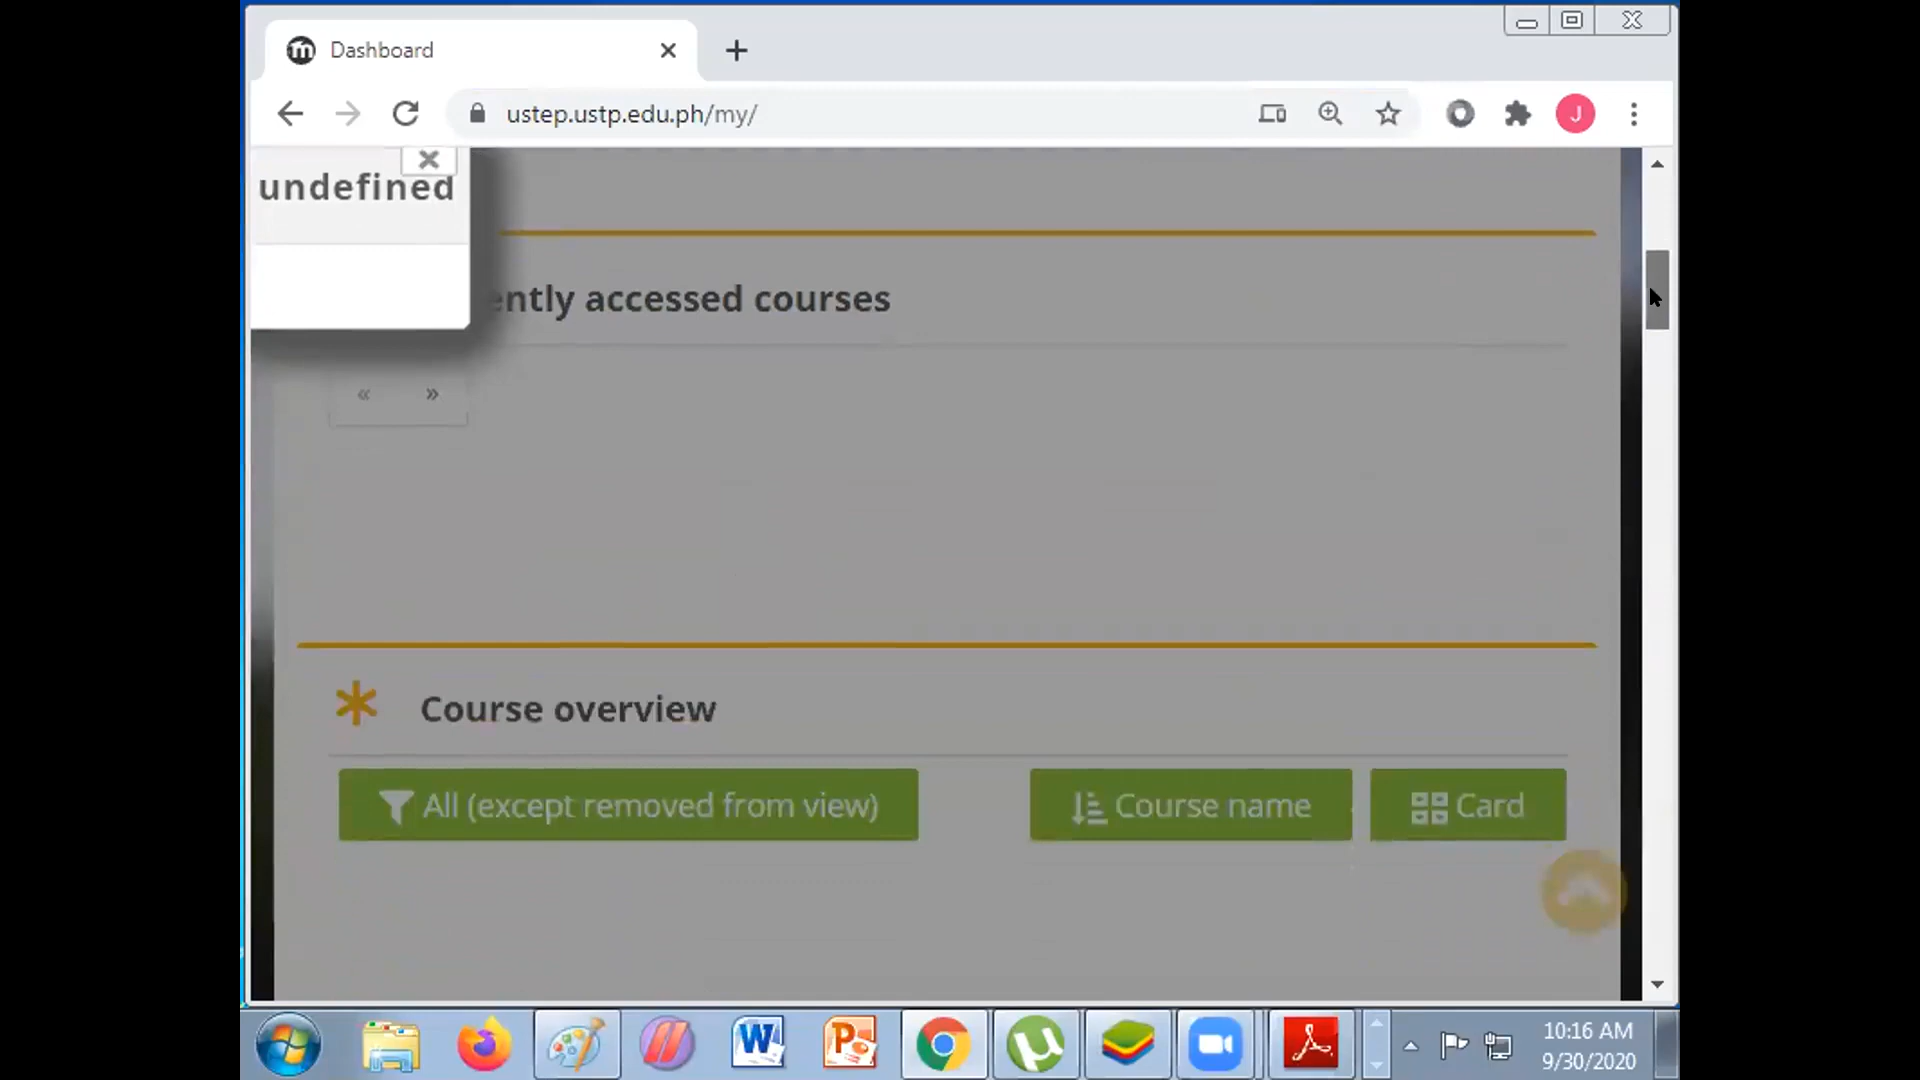 Dashboard
ustep.ustp.edu.ph/my/
J
undefined
ently accessed courses
«
»
Course overview
All (except removed from view)
Course name
Card
10:16 AM
9/30/2020